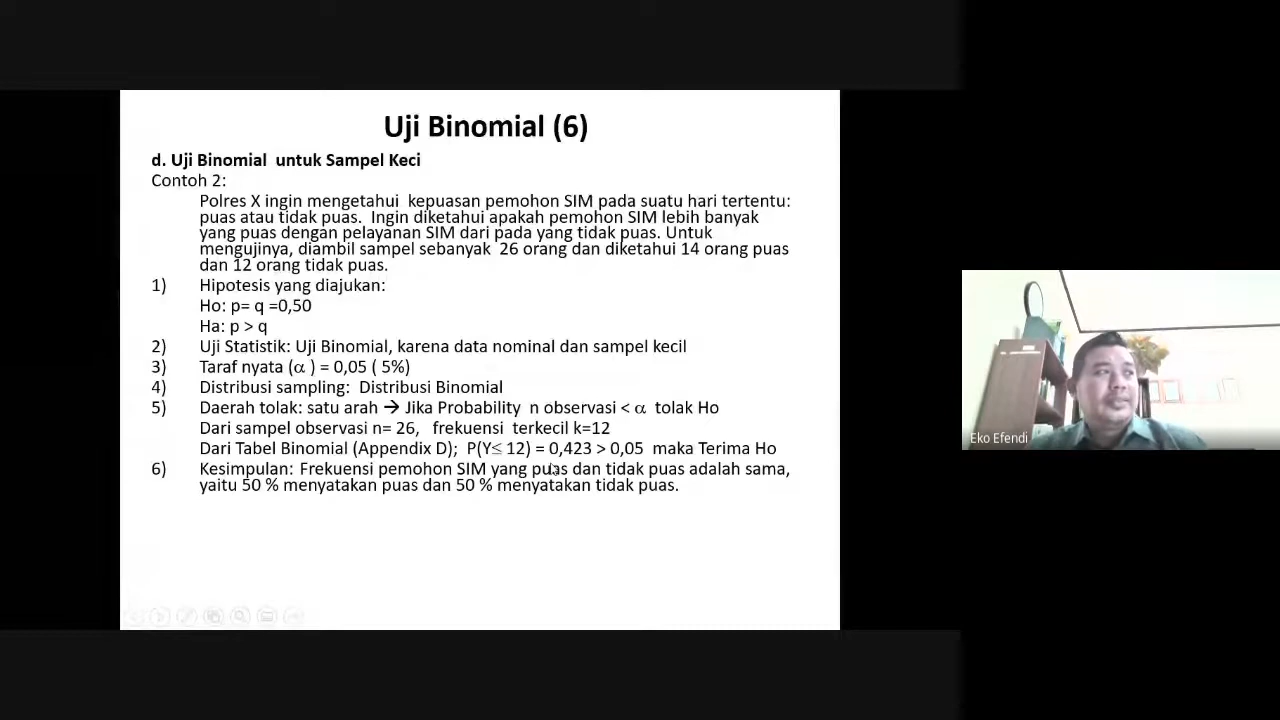 Uji Binomial (6)
d. Uji Binomial untuk Sampel Keci
Contoh 2:
Polres X ingin mengetahui kepuasan pemohon SIM pada suatu hari tertentu:
puas atau tidak puas. Ingin diketahui apakah pemohon SIM lebih banyak
yang puas dengan pelayanan SIM dari pada yang tidak puas. Untuk
mengujinya, diambil sampel sebanyak 26 orang dan diketahui 14 orang puas
dan 12 orang tidak puas.
1) Hipotesis yang diajukan:
Ho: p= q =0,50
Ha: p > q
2) Uji Statistik: Uji Binomial, karena data nominal dan sampel kecil
3) Taraf nyata (α ) = 0,05 ( 5%)
4) Distribusi sampling: Distribusi Binomial
5) Daerah tolak: satu arah → Jika Probability n observasi < α tolak Ho
Dari sampel observasi n= 26, frekuensi terkecil k=12
Dari Tabel Binomial (Appendix D); P(Y≤ 12) = 0,423 > 0,05 maka Terima Ho
6) Kesimpulan: Frekuensi pemohon SIM yang puas dan tidak puas adalah sama,
yaitu 50 % menyatakan puas dan 50 % menyatakan tidak puas.
Eko Efendi